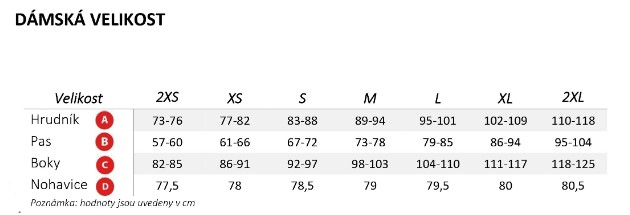 DÁMSKÁ VELIKOST
Velikost 2XS XS S M L XL 2XL
Hrudník A 73-76 77-82 83-88 89-94 95-101 102-109 110-118
Pas B 57-60 61-66 67-72 73-78 79-85 86-94 95-104
Boky C 82-85 86-91 92-97 98-103 104-110 111-117 118-125
Nohavice D 77,5 78 78,5 79 79,5 80 80,5
Poznámka: hodnoty jsou uvedeny v cm